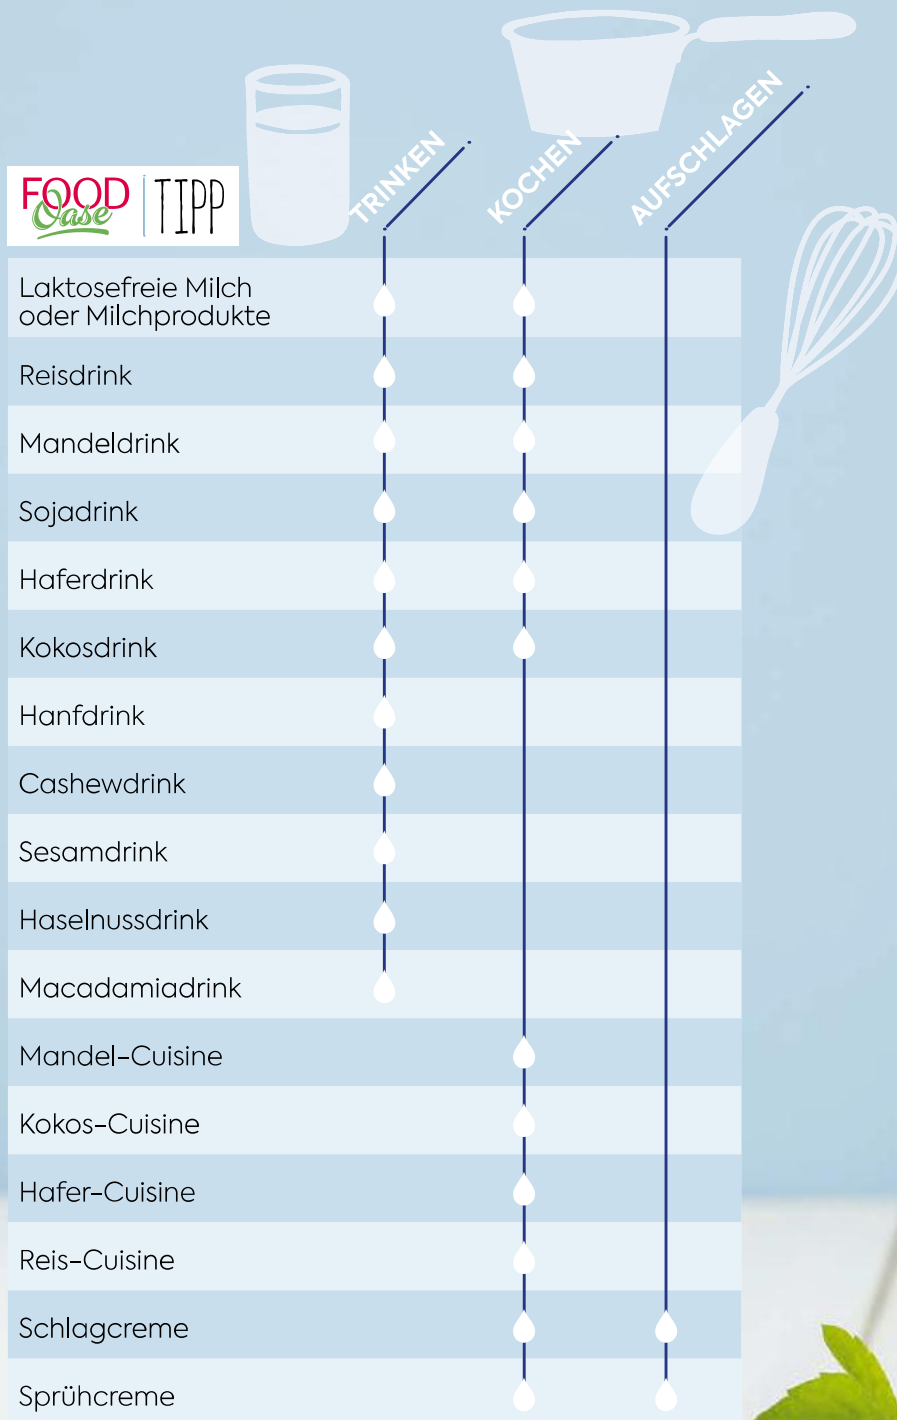 TRINKEN
KOCHEN
AUFSCHLAGEN
FOOD
Oase
TIPP
Laktosefreie Milch
oder Milchprodukte
Reisdrink
Mandeldrink
Sojadrink
Haferdrink
Kokosdrink
Hanfdrink
Cashewdrink
Sesamdrink
Haselnussdrink
Macadamiadrink
Mandel-Cuisine
Kokos-Cuisine
Hafer-Cuisine
Reis-Cuisine
Schlagcreme
Sprühcreme